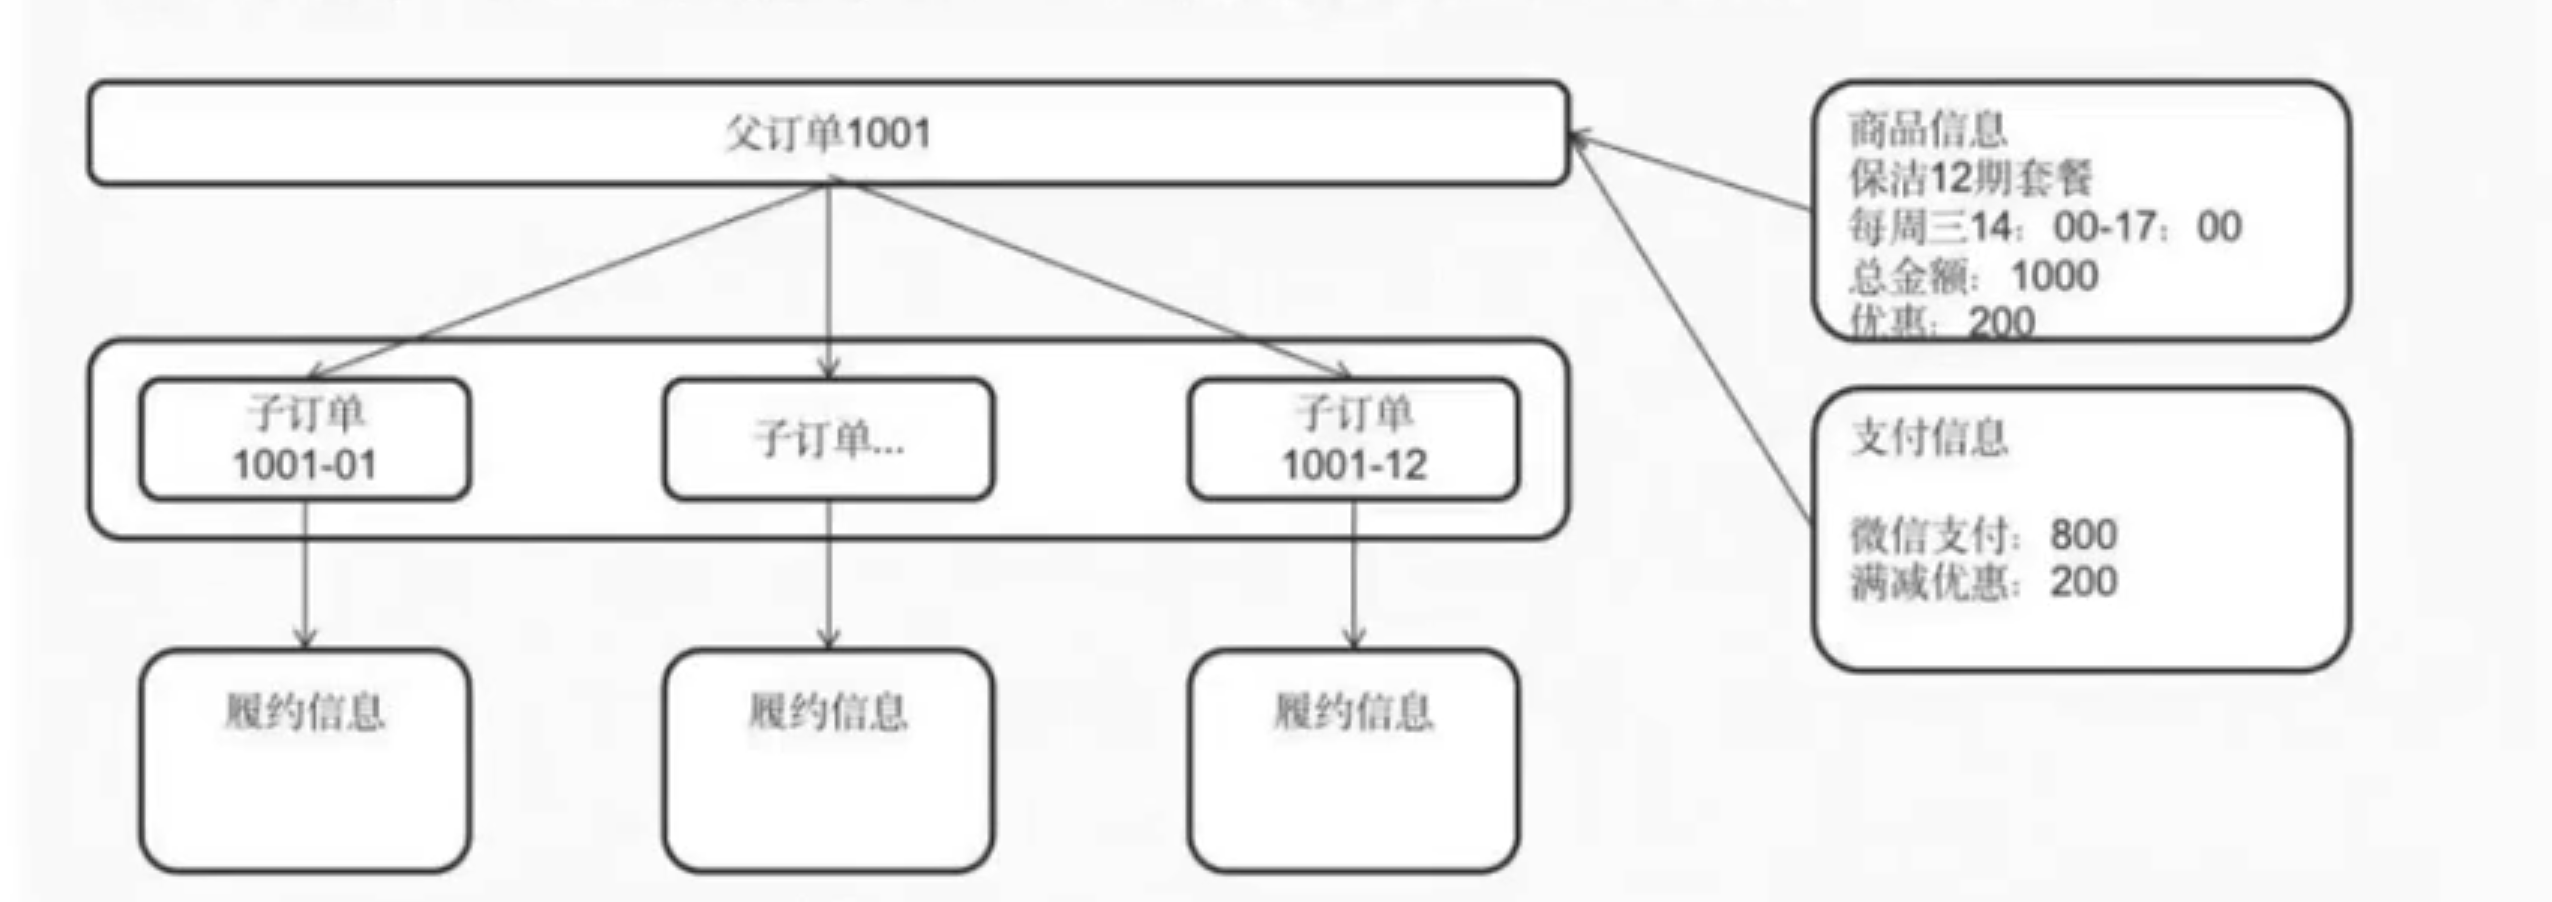 父订单1001
商品信息
保洁12期套餐
每周三14：00-17：00
总金额：1000
优惠：200
子订单
1001-01
子订单...
子订单
1001-12
支付信息
微信支付：800
满减优惠：200
履约信息
履约信息
履约信息